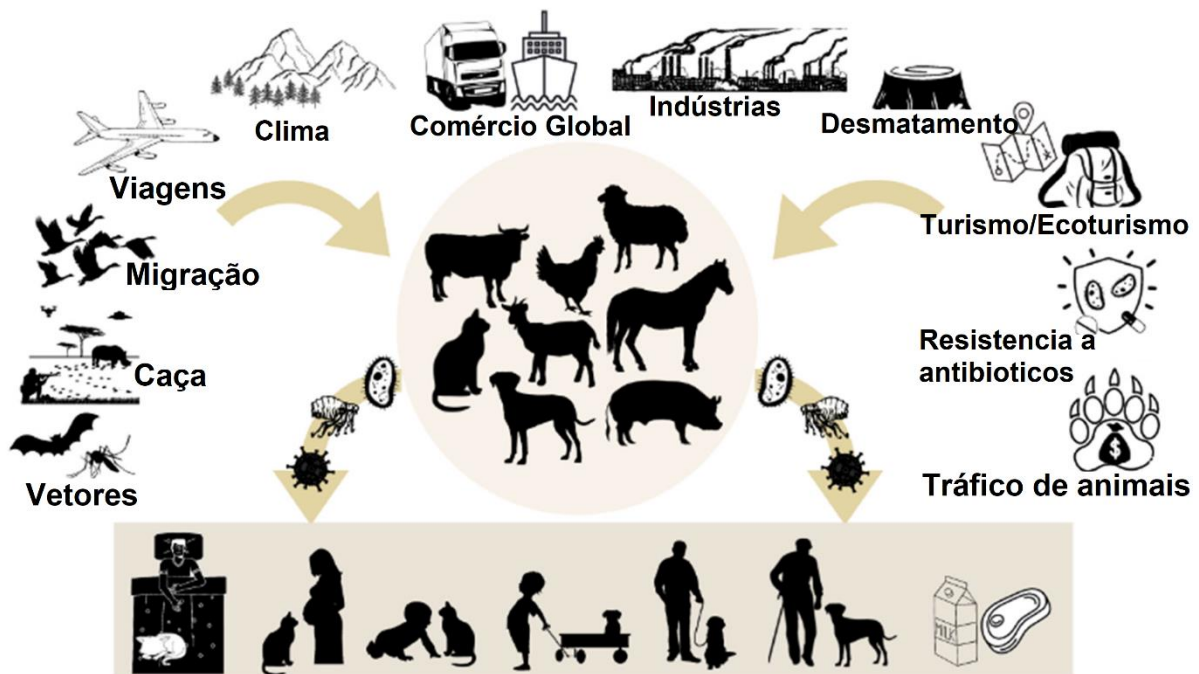 Clima
Comércio Global
Indústrias
Desmatamento
Viagens
Turismo/Ecoturismo
Migração
Resistencia a
antibioticos
Caça
Vetores
Tráfico de animais
$
MILK